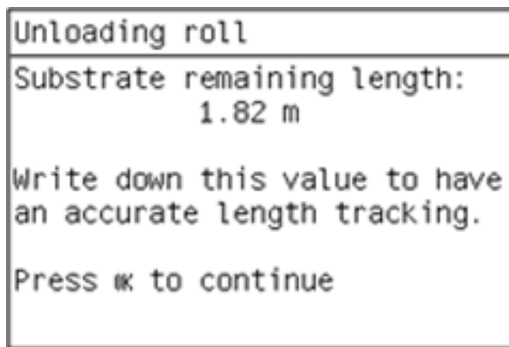 Unloading roll
Substrate remaining length:
1.82 m
Write down this value to have
an accurate length tracking.
Press OK to continue